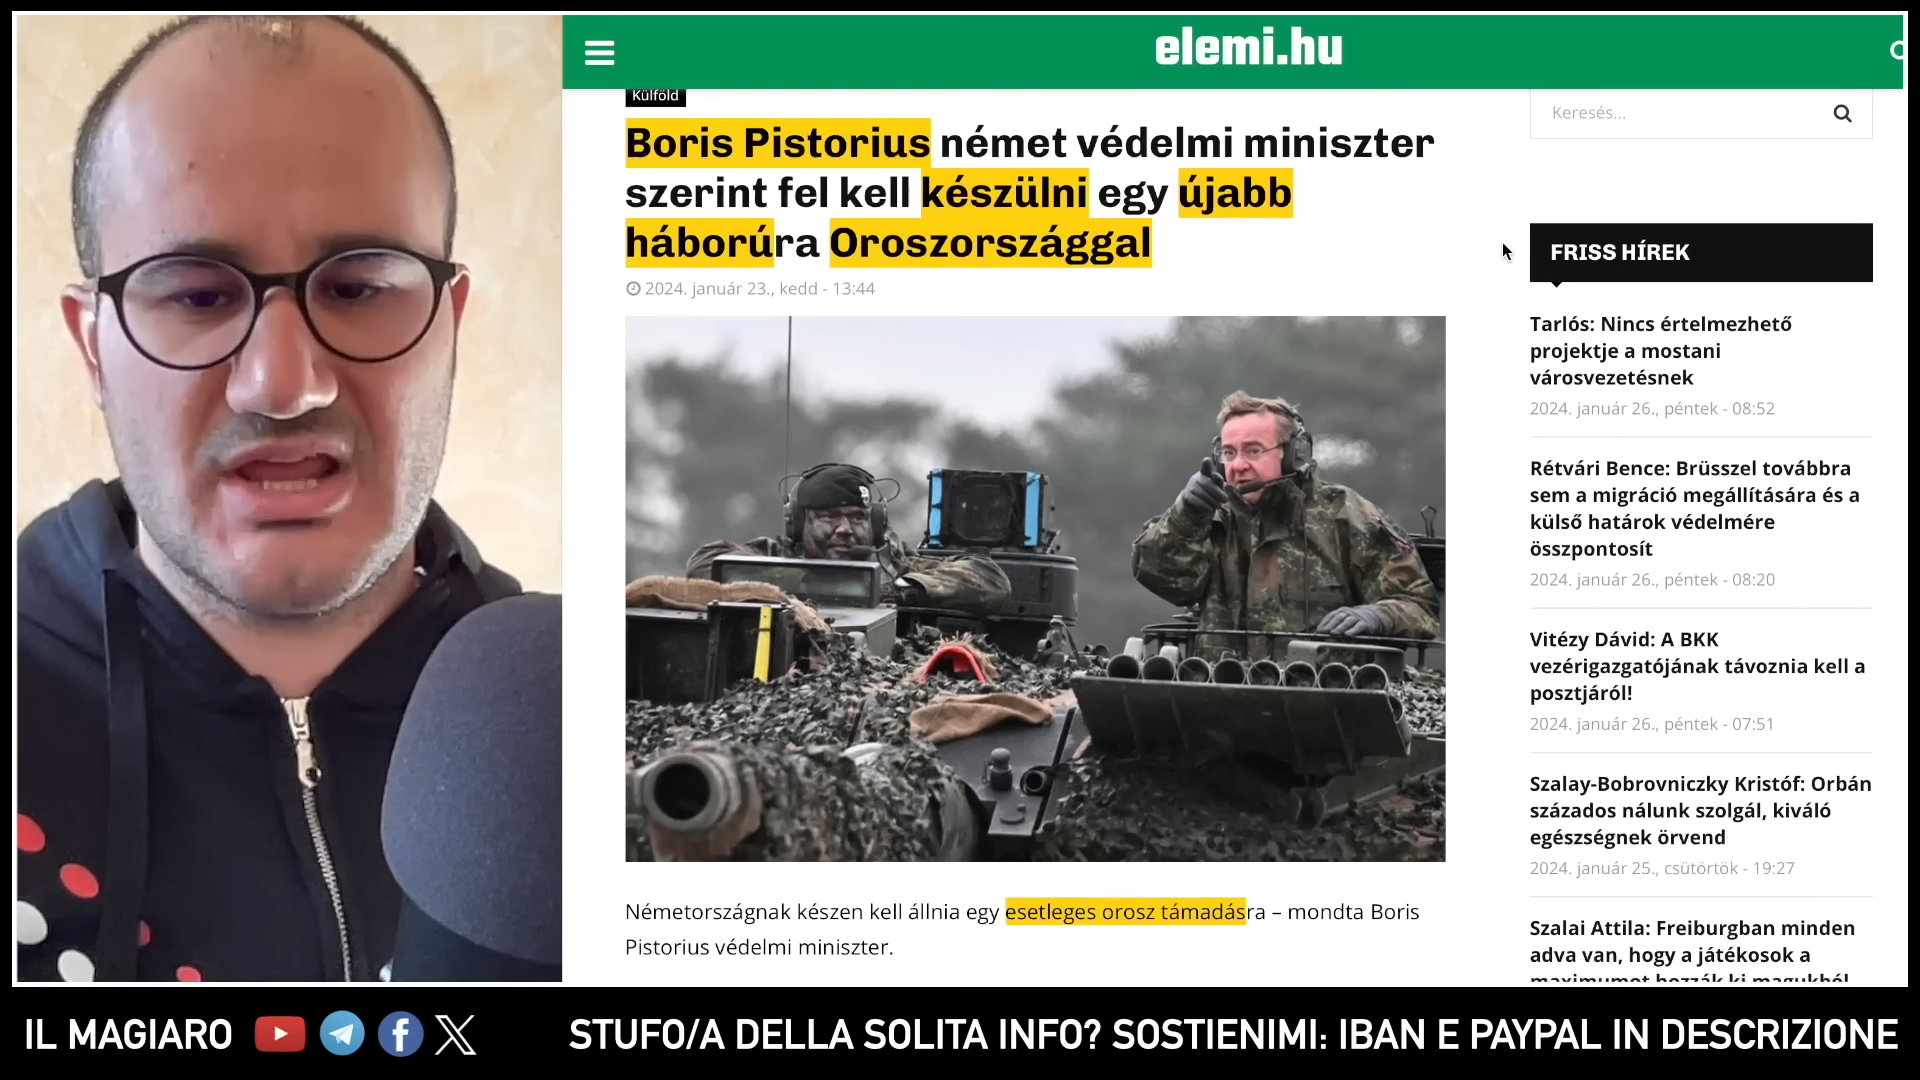 elemi.hu
Külföld
Boris Pistorius német védelmi miniszter
szerint fel kell készülni egy újabb
háborúra Oroszországgal
2024. január 23., kedd - 13:44
Németországnak készen kell állnia egy esetleges orosz támadásra – mondta Boris
Pistorius védelmi miniszter.
Keresés...
FRISS HÍREK
Tarlós: Nincs értelmezhető
projektje a mostani
városvezetésnek
2024. január 26., péntek - 08:52
Rétvári Bence: Brüsszel továbbra
sem a migráció megállítására és a
külső határok védelmére
összpontosít
2024. január 26., péntek - 08:20
Vitézy Dávid: A BKK
vezérigazgatójának távoznia kell a
posztjáról!
2024. január 26., péntek - 07:51
Szalay-Bobrovniczky Kristóf: Orbán
százados nálunk szolgál, kiváló
egészségnek örvend
2024. január 25., csütörtök - 19:27
Szalai Attila: Freiburgban minden
adva van, hogy a játékosok a
maximumot hozzák ki magukból
IL MAGIARO
STUFO/A DELLA SOLITA INFO? SOSTIENIMI: IBAN E PAYPAL IN DESCRIZIONE